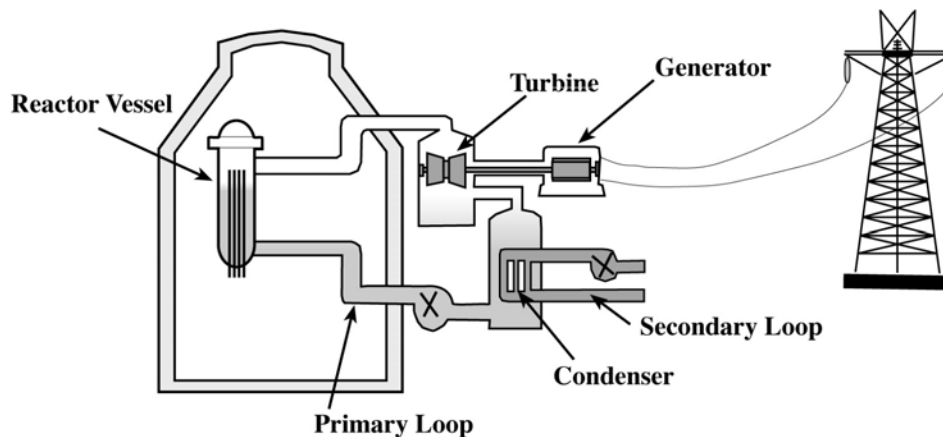 Generator
Turbine
Reactor Vessel
Secondary Loop
Condenser
Primary Loop